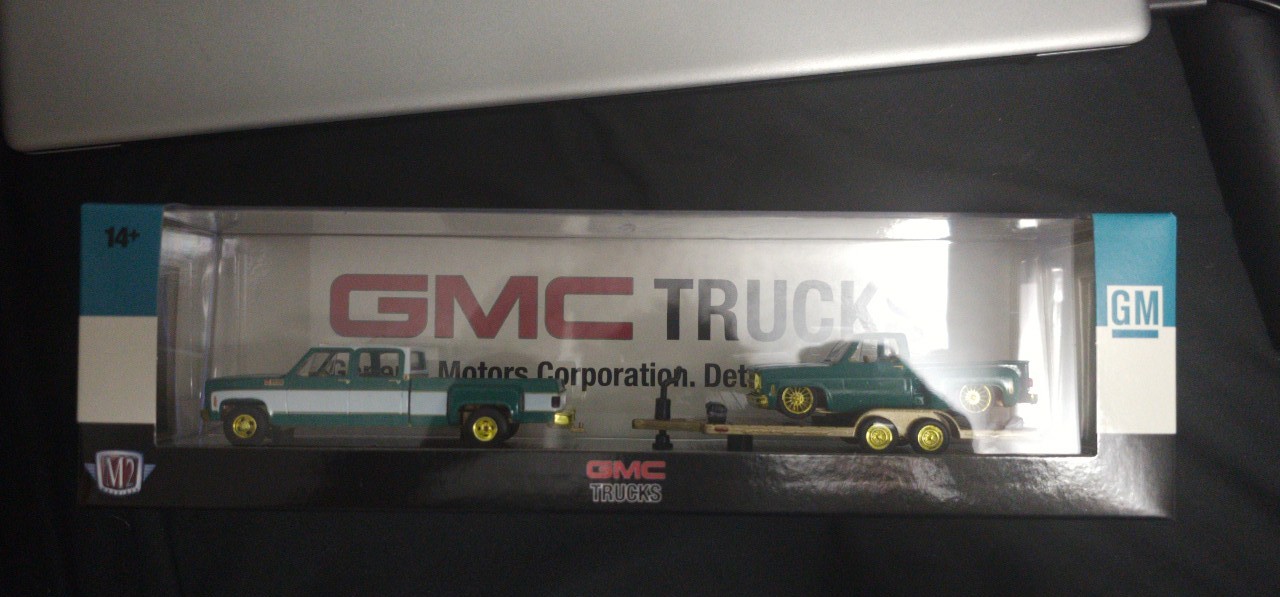 14+
GMC TRUCK
Motors Corporation. Det
GM
M2
GMC
TRUCKS